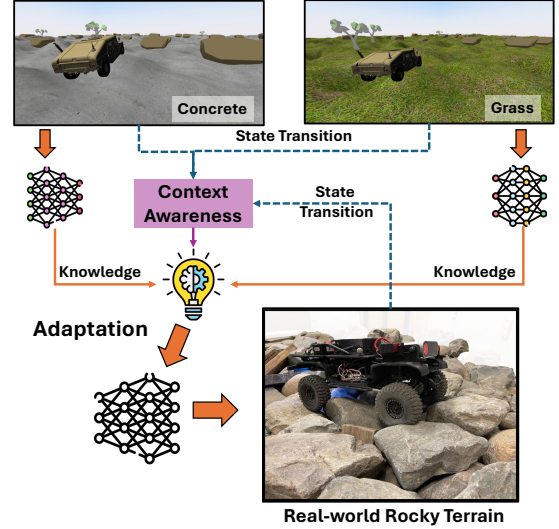 Concrete
Grass
State Transition
Context
Awareness
State
Transition
Knowledge
Knowledge
Adaptation
Real-world Rocky Terrain